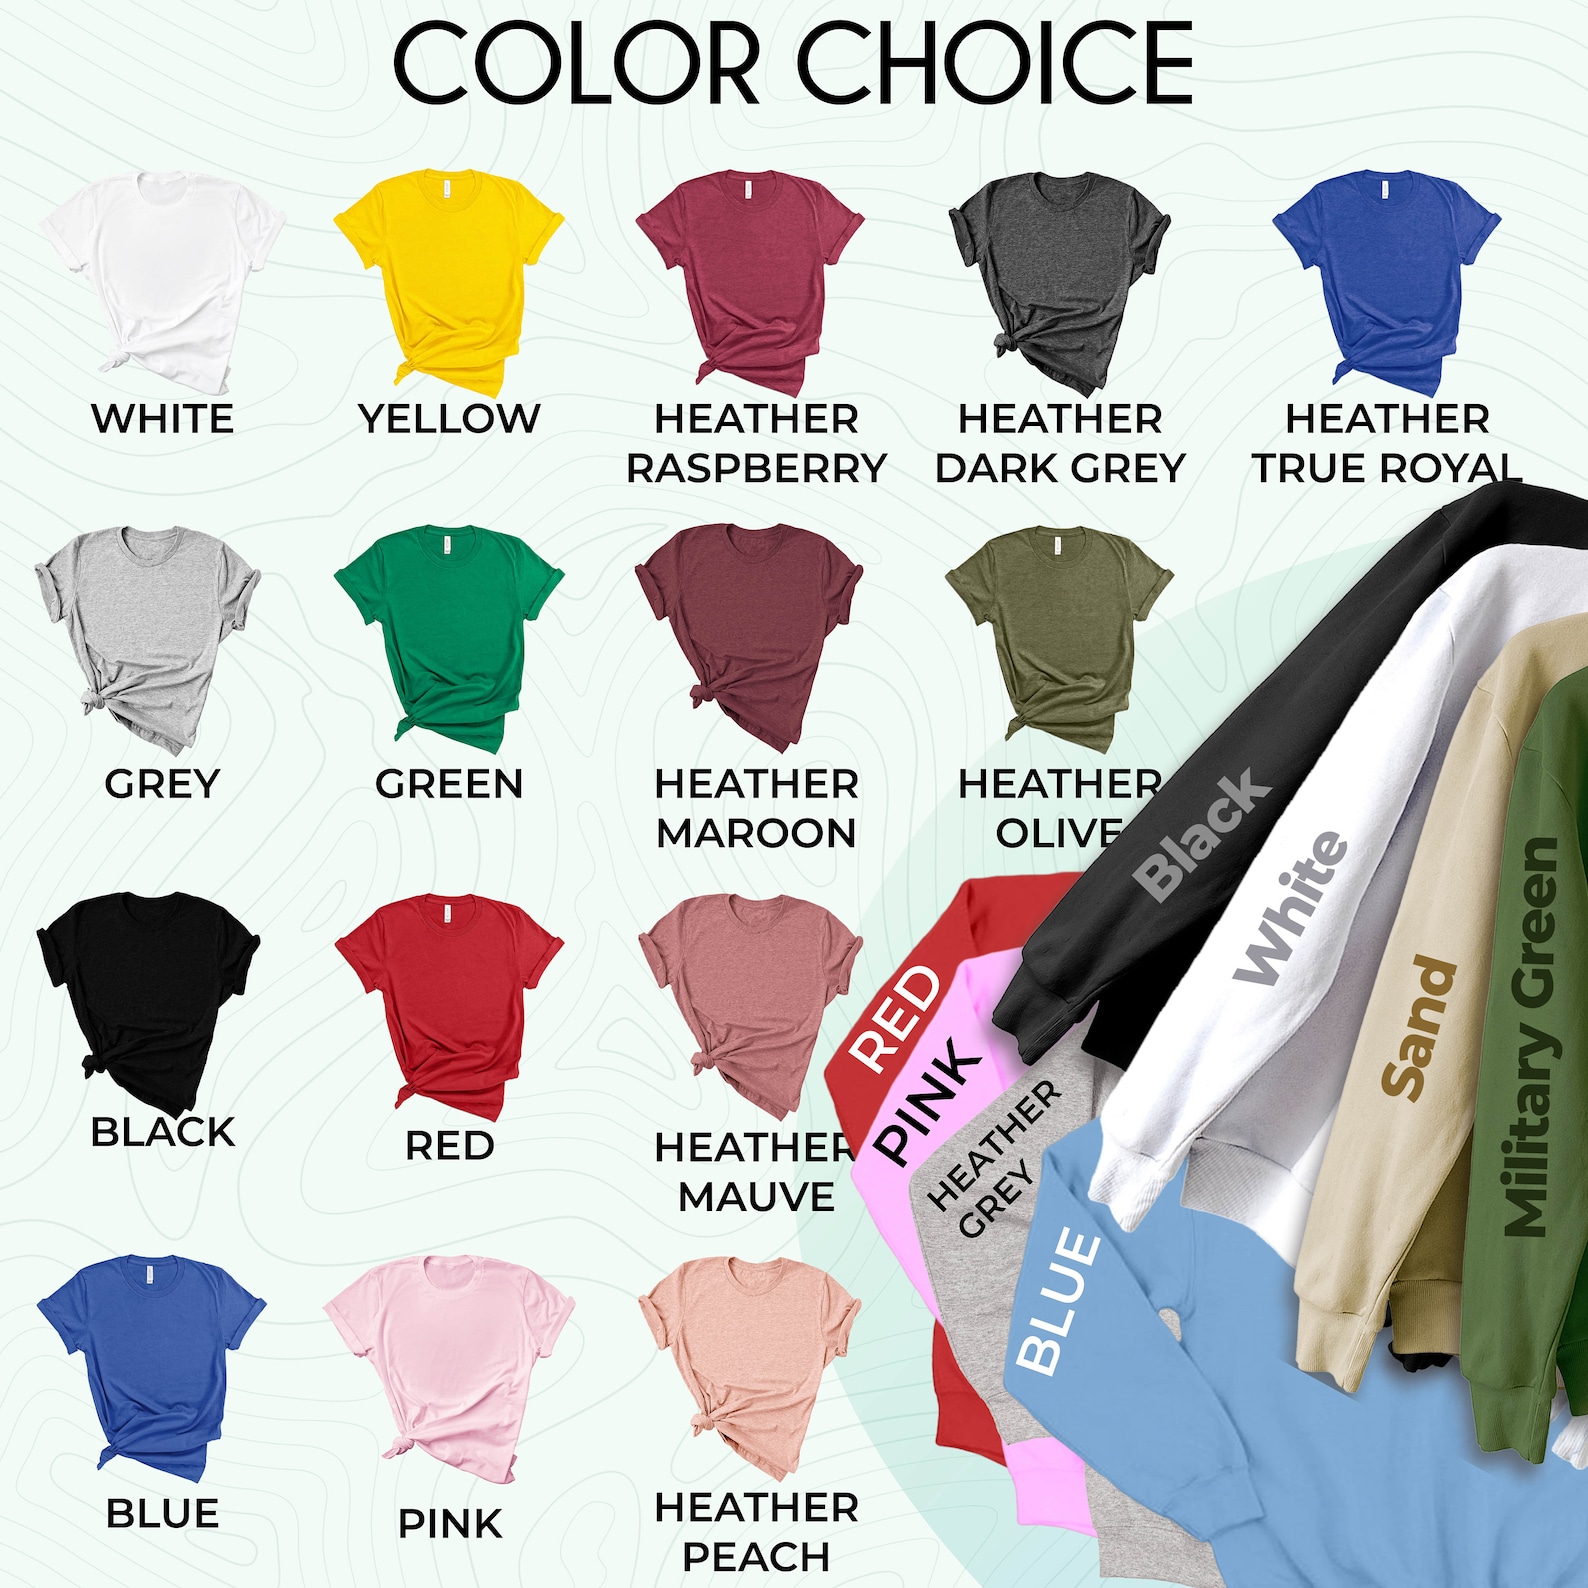 COLOR CHOICE
WHITE
YELLOW
HEATHER
RASPBERRY
HEATHER
DARK GREY
HEATHER
TRUE ROYAL
GREY
GREEN
HEATHER
MAROON
HEATHER
OLIVE
BLACK
RED
HEATHER
MAUVE
BLUE
PINK
HEATHER
PEACH
Black
White
Sand
Military Green
RED
PINK
HEATHER
GREY
BLUE